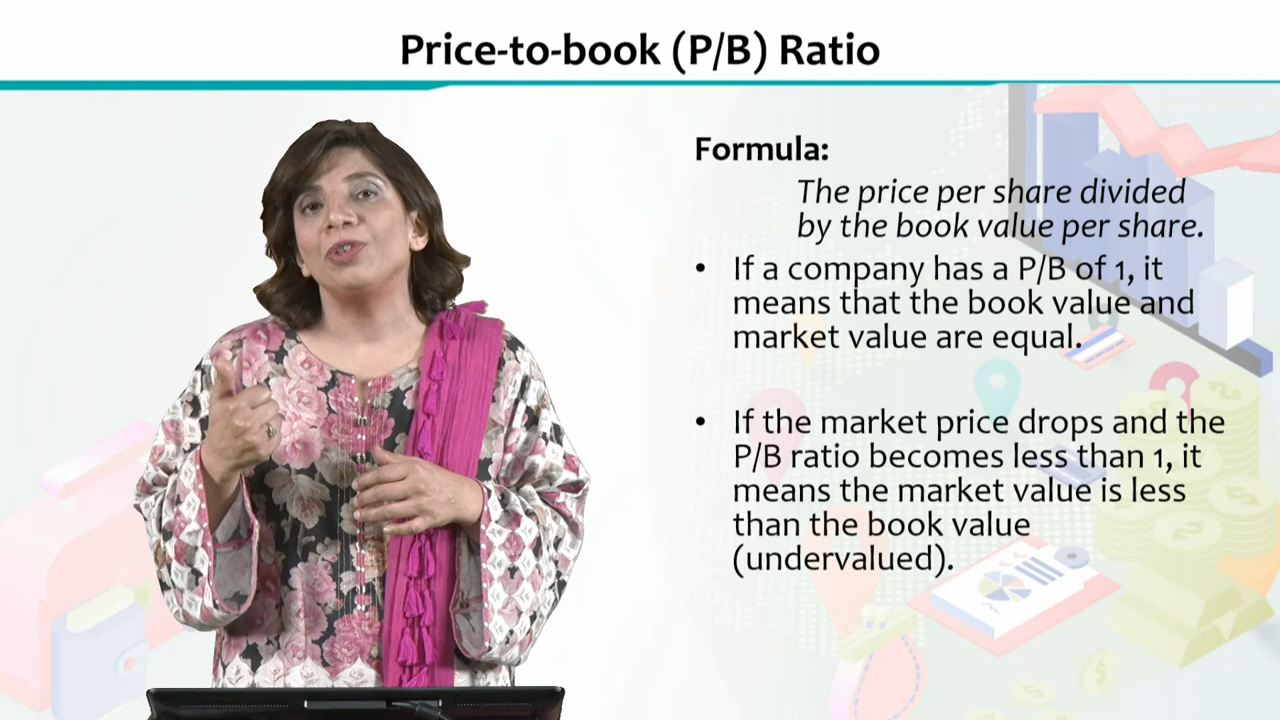 Price-to-book (P/B) Ratio
Formula:
The price per share divided
by the book value per share.
• If a company has a P/B of 1, it
means that the book value and
market value are equal.
• If the market price drops and the
P/B ratio becomes less than 1, it
means the market value is less
than the book value
(undervalued).